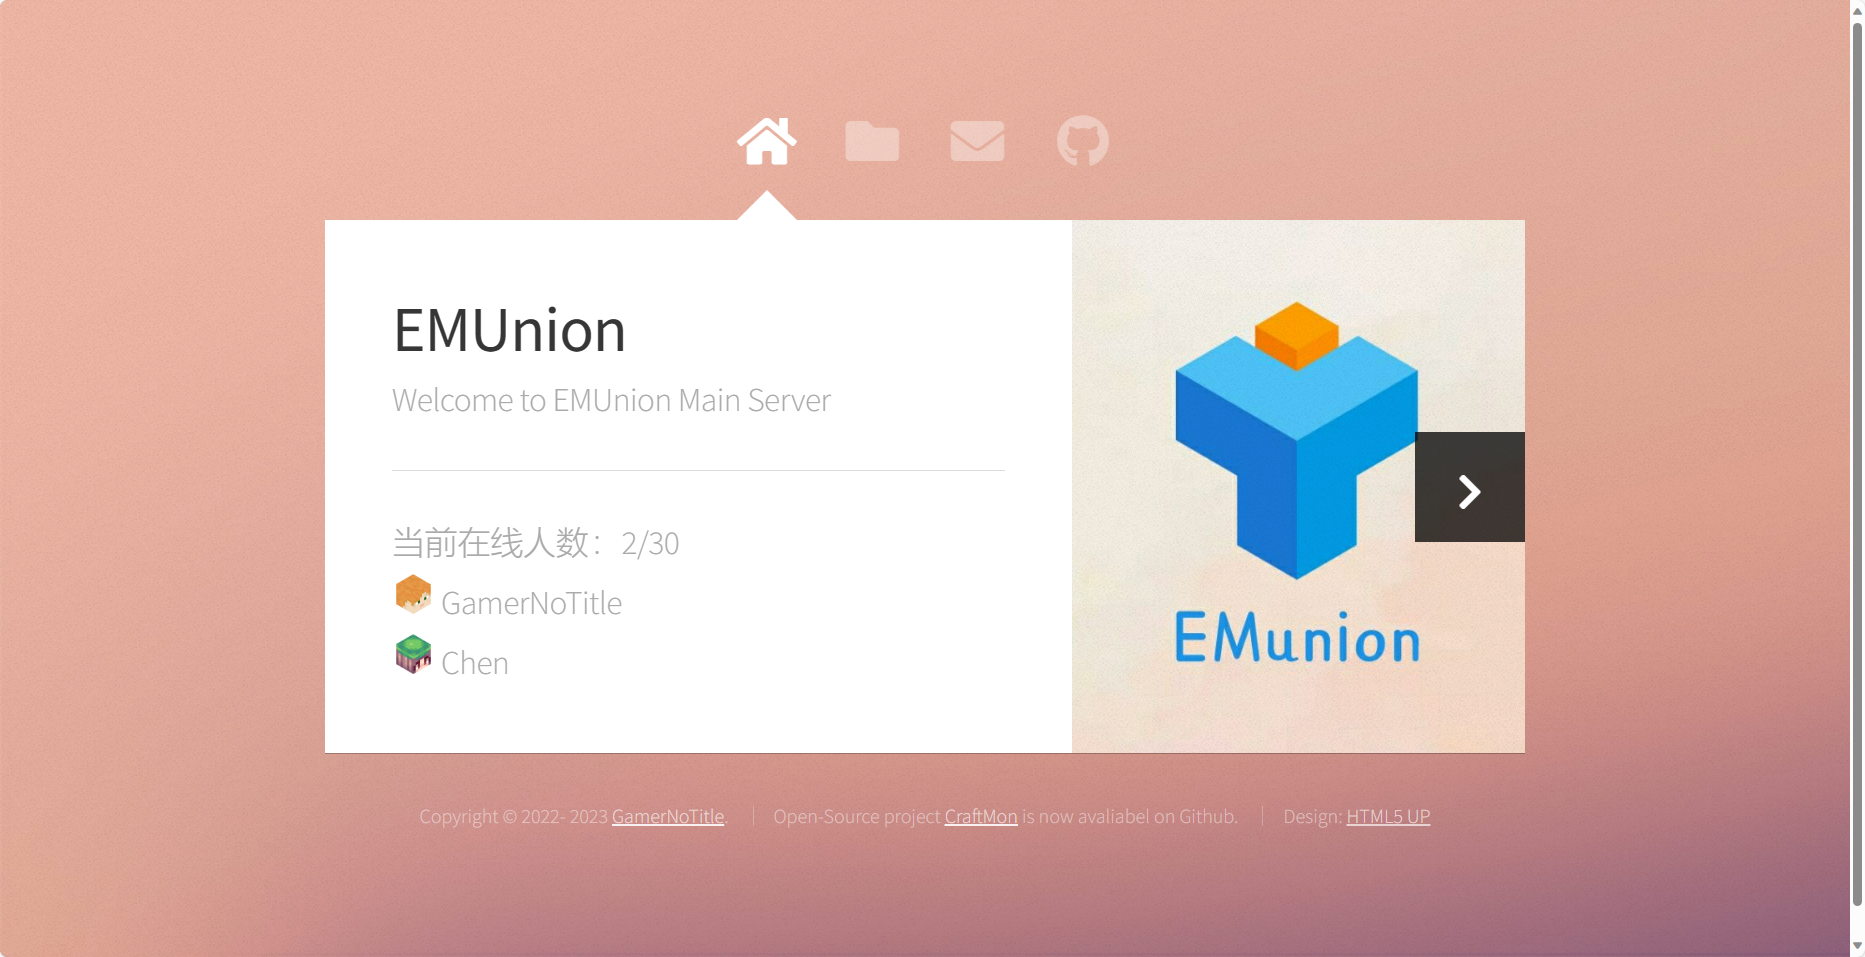 EMUnion
Welcome to EMUnion Main Server
当前在线人数：2/30
GamerNoTitle
Chen
EMunion
Copyright © 2022- 2023 GamerNoTitle.
Open-Source project CraftMon is now avaliabel on Github.
Design: HTML5 UP